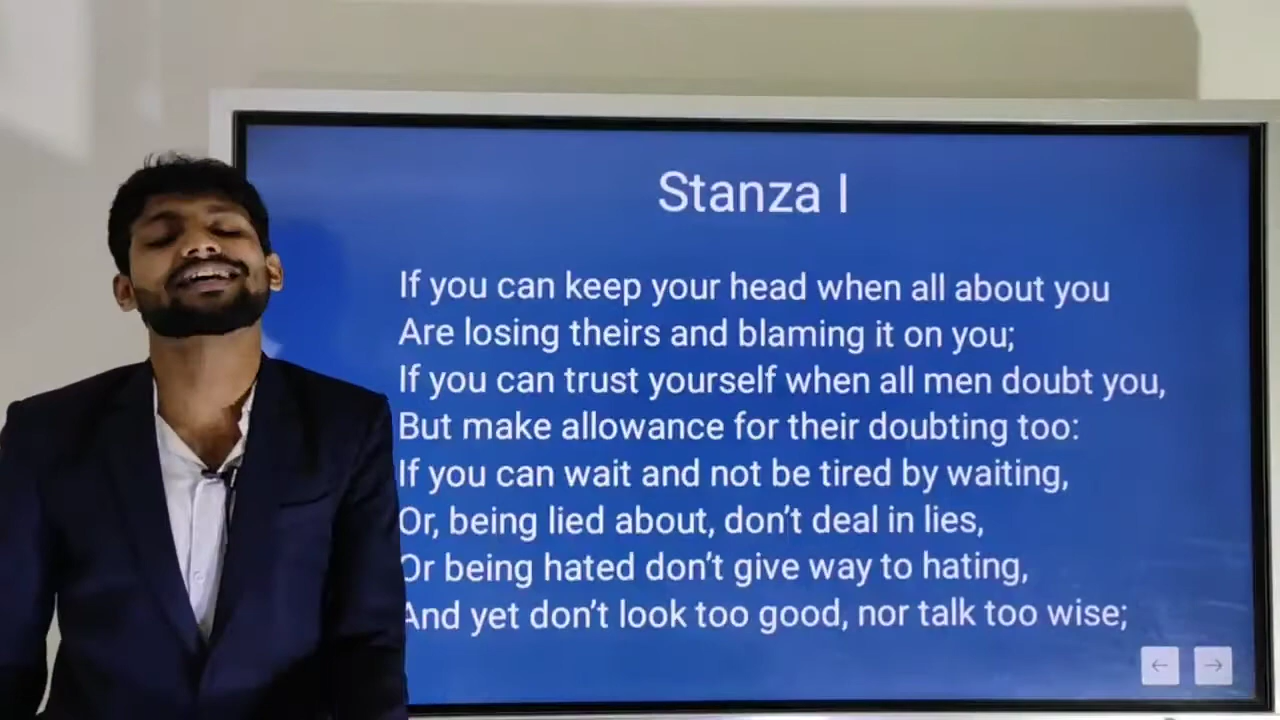 Stanza I
If you can keep your head when all about you
Are losing theirs and blaming it on you;
If you can trust yourself when all men doubt you,
But make allowance for their doubting too:
If you can wait and not be tired by waiting,
Or, being lied about, don’t deal in lies,
Or being hated don’t give way to hating,
And yet don’t look too good, nor talk too wise;